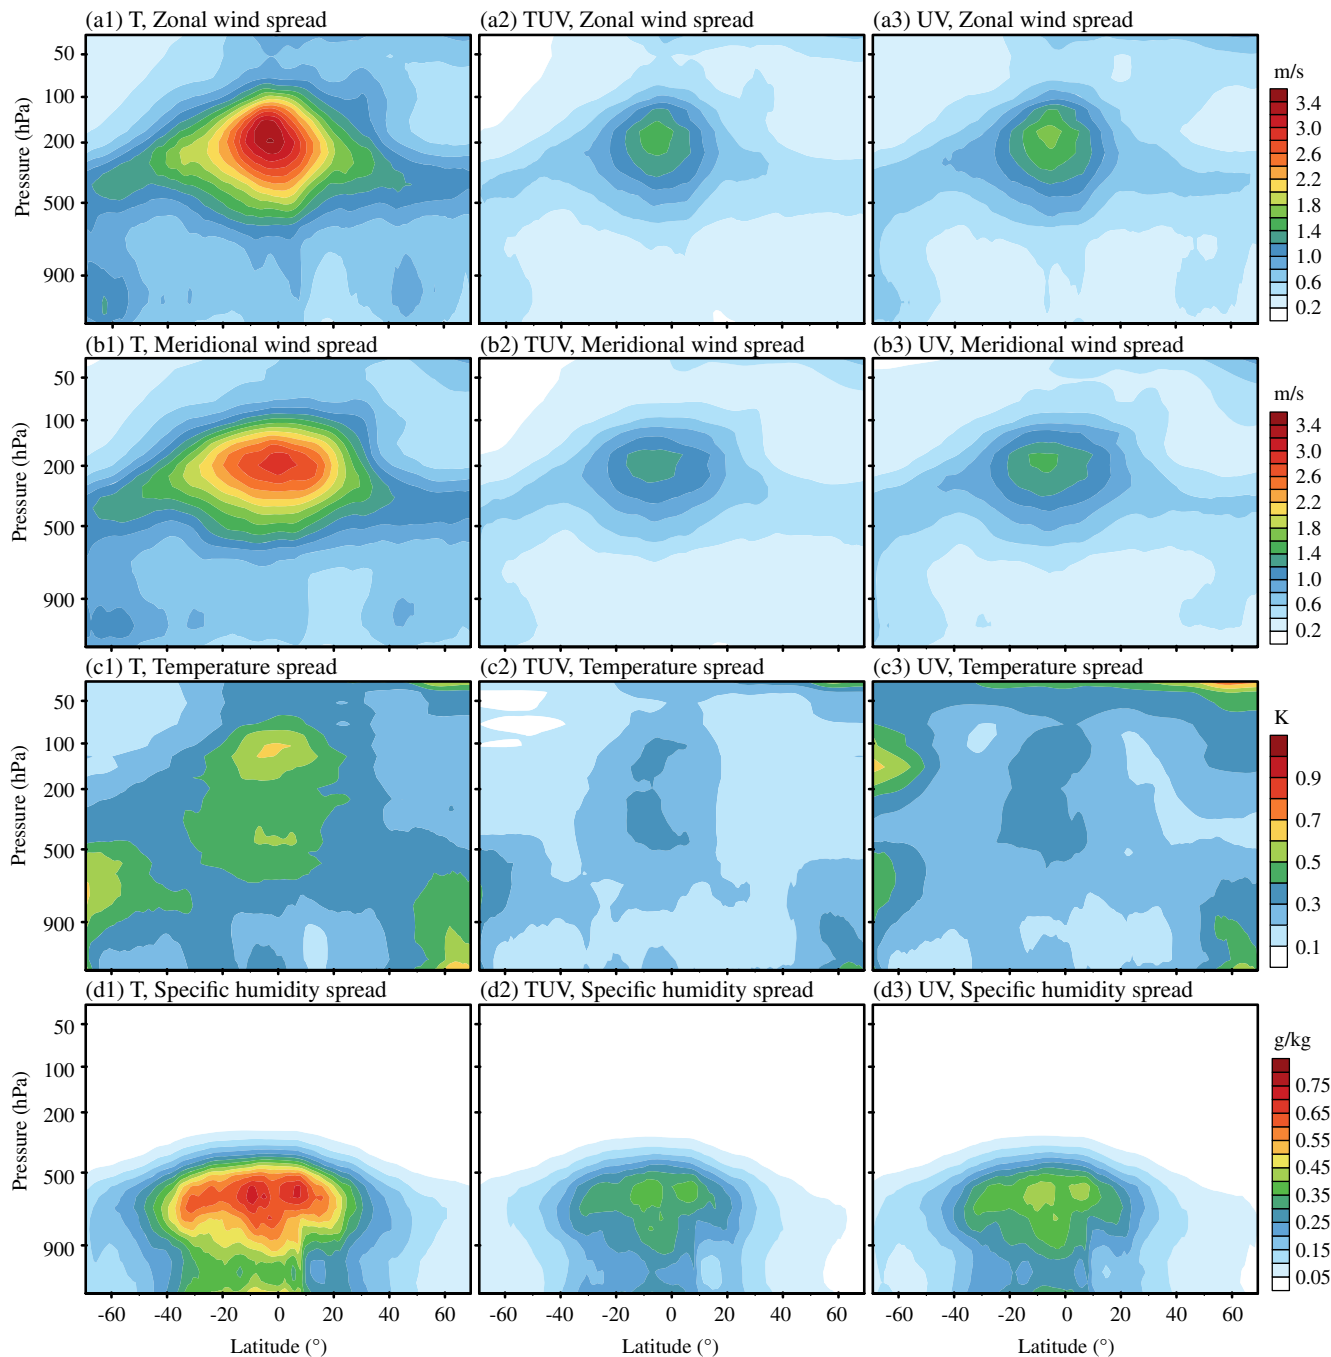 (a1) T, Zonal wind spread
(a2) TUV, Zonal wind spread
(a3) UV, Zonal wind spread
Pressure (hPa)
50
100
200
500
900
m/s
3.4
3.0
2.6
2.2
1.8
1.4
1.0
0.6
0.2
(b1) T, Meridional wind spread
(b2) TUV, Meridional wind spread
(b3) UV, Meridional wind spread
Pressure (hPa)
50
100
200
500
900
m/s
3.4
3.0
2.6
2.2
1.8
1.4
1.0
0.6
0.2
(c1) T, Temperature spread
(c2) TUV, Temperature spread
(c3) UV, Temperature spread
Pressure (hPa)
50
100
200
500
900
K
0.9
0.7
0.5
0.3
0.1
(d1) T, Specific humidity spread
(d2) TUV, Specific humidity spread
(d3) UV, Specific humidity spread
Pressure (hPa)
50
100
200
500
900
g/kg
0.75
0.65
0.55
0.45
0.35
0.25
0.15
0.05
-60 -40 -20 0 20 40 60
-60 -40 -20 0 20 40 60
-60 -40 -20 0 20 40 60
Latitude (°)
Latitude (°)
Latitude (°)